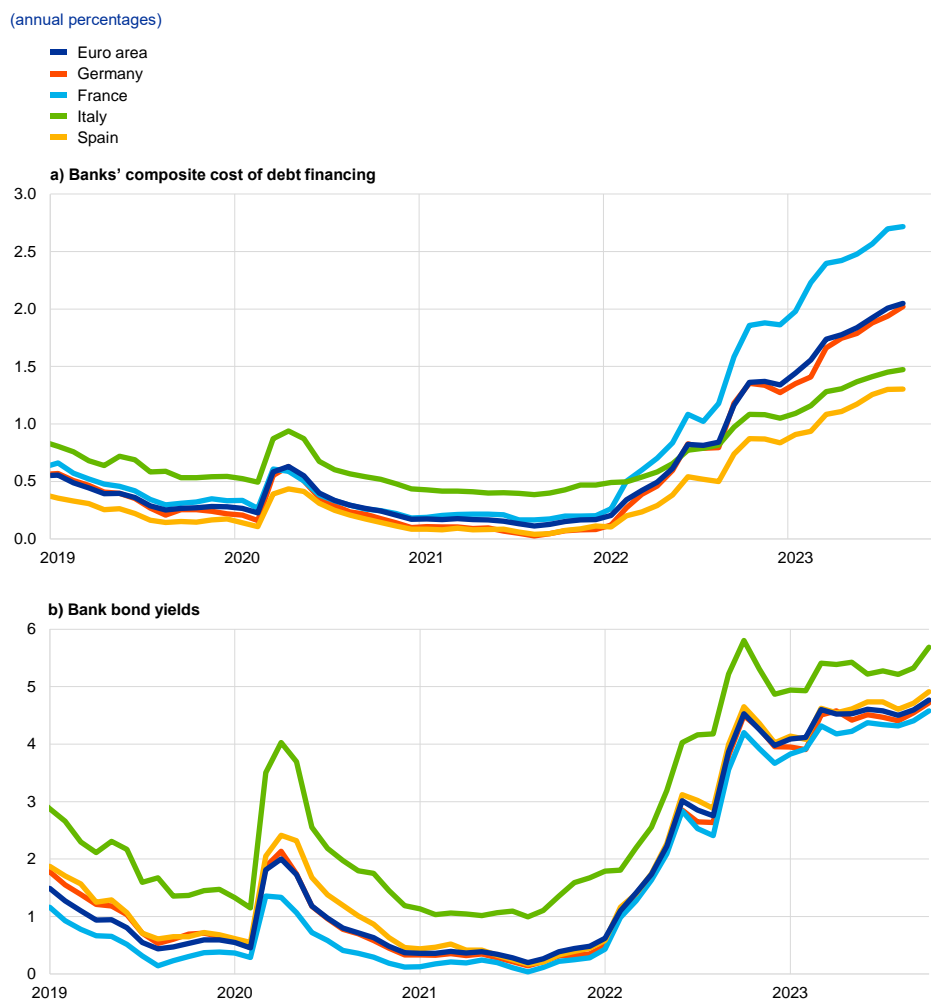 (annual percentages)
Euro area
Germany
France
Italy
Spain
a) Banks’ composite cost of debt financing
3.0
2.5
2.0
1.5
1.0
0.5
0.0
2019 2020 2021 2022 2023
b) Bank bond yields
6
5
4
3
2
1
0
2019 2020 2021 2022 2023